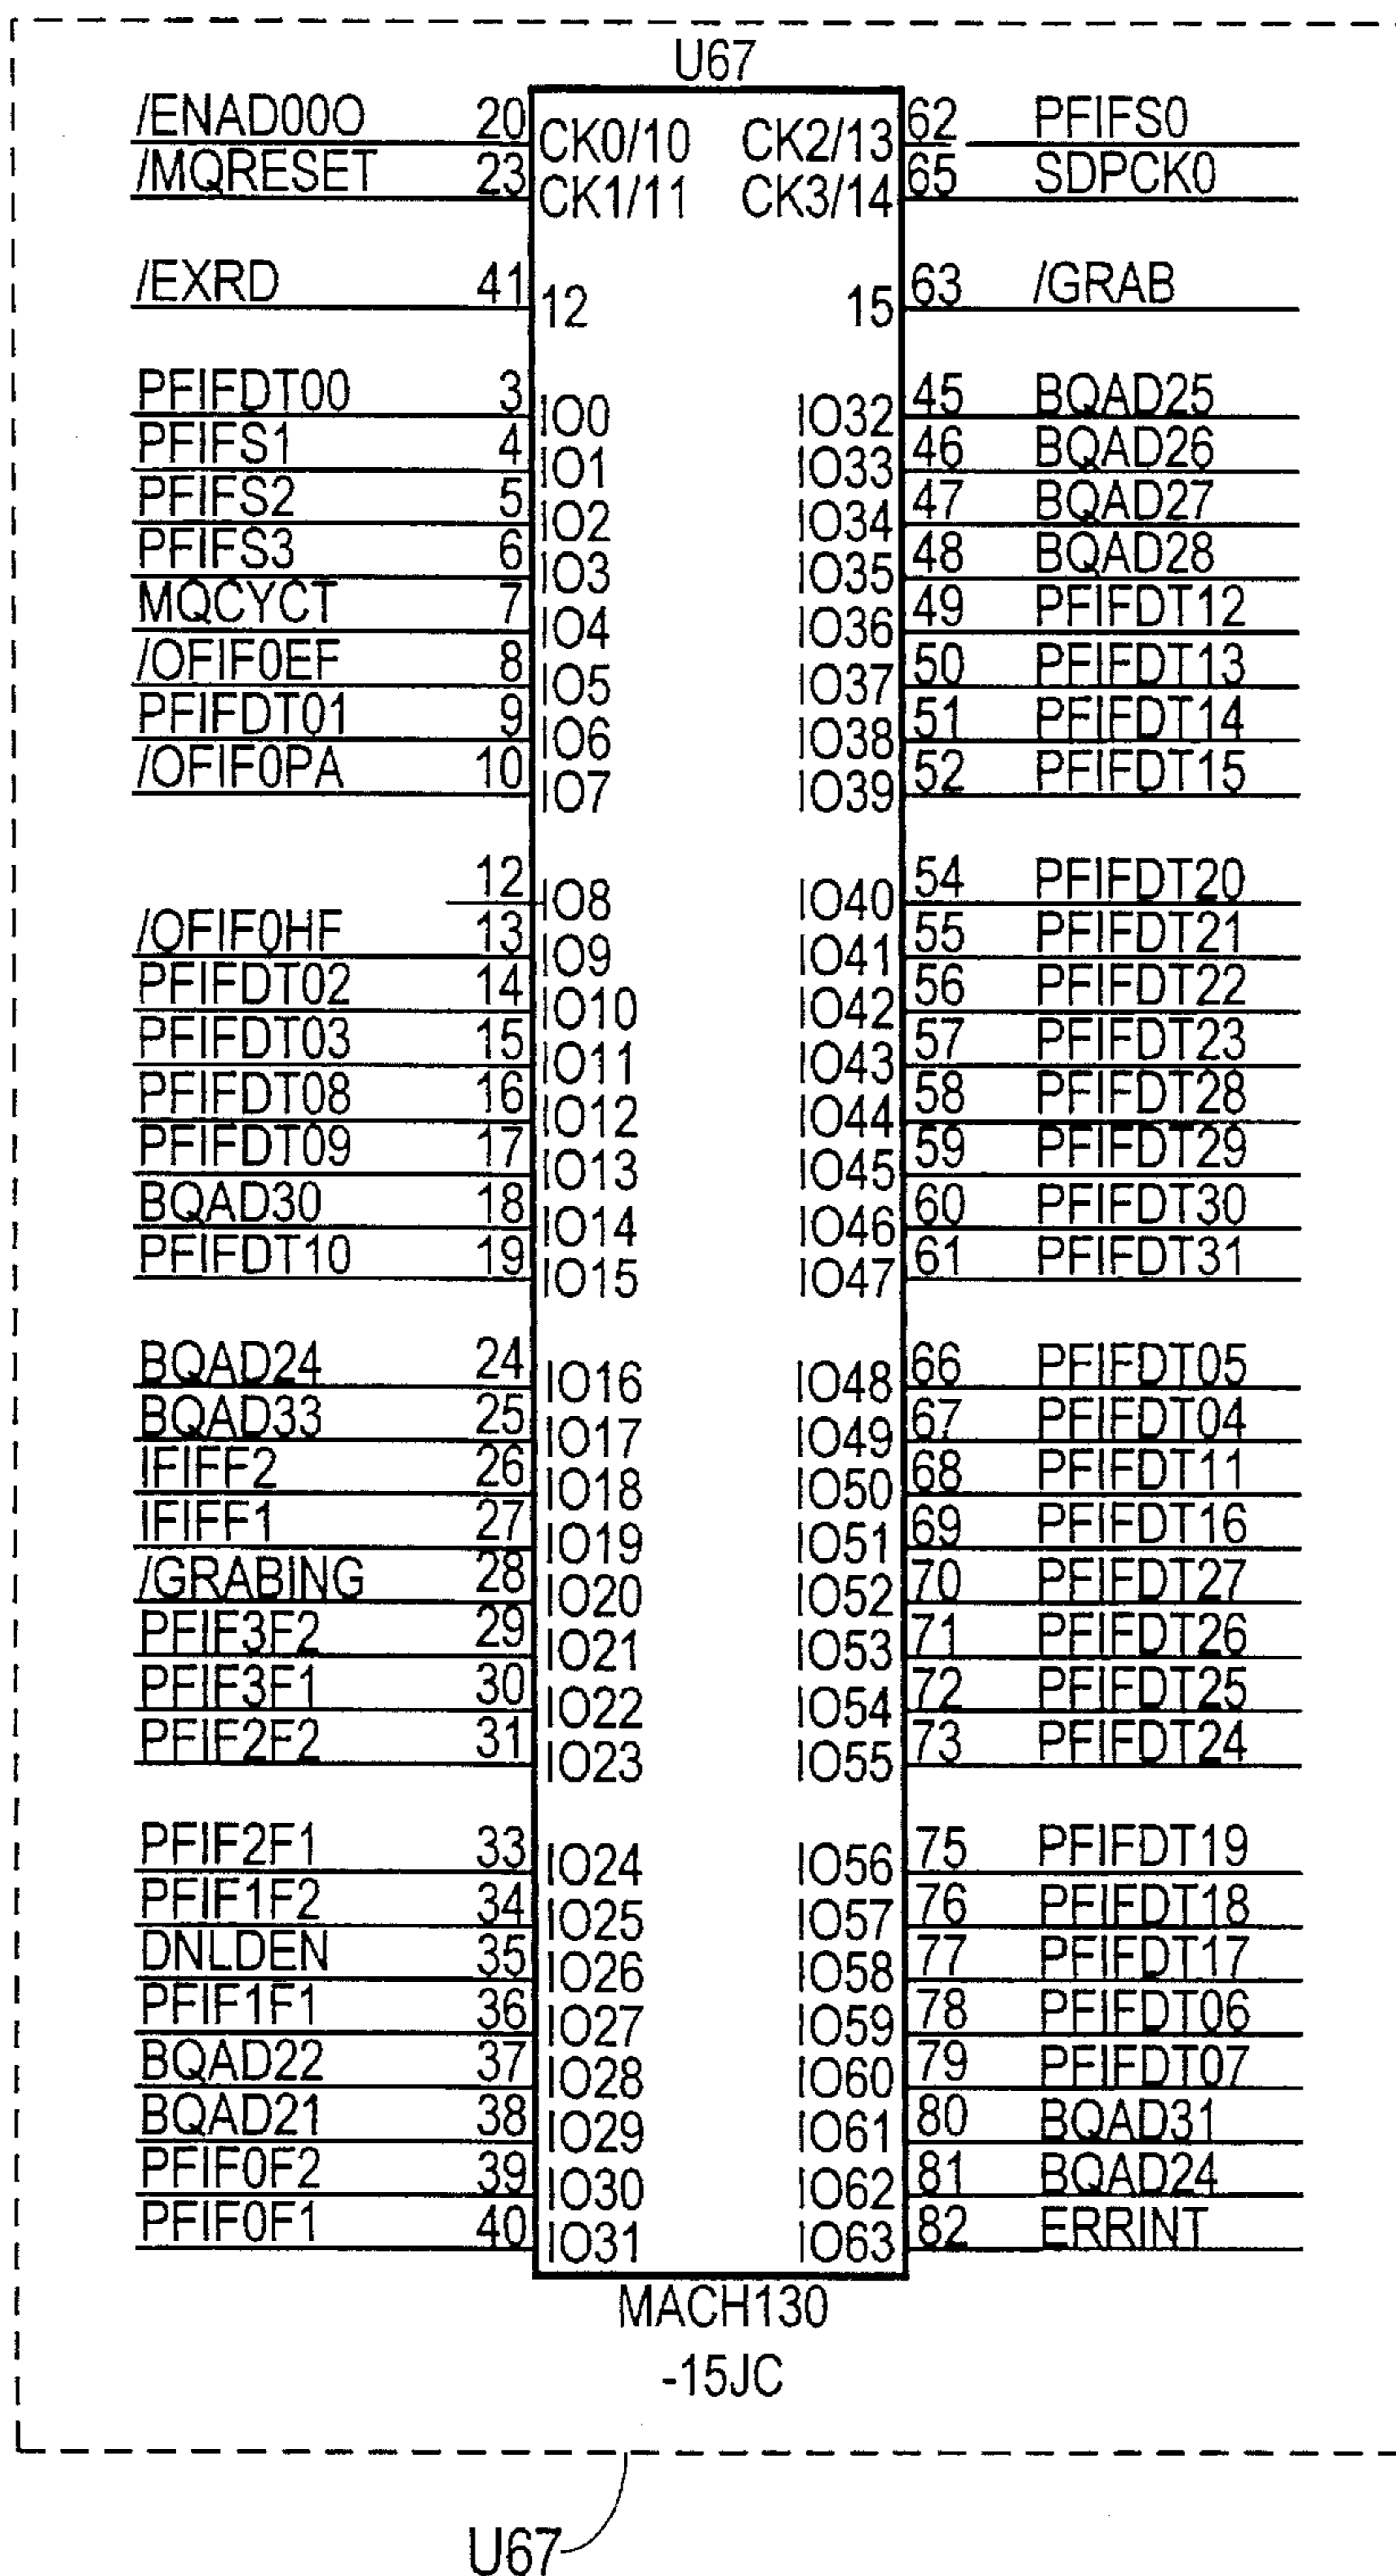 U67
/ENAD00O 20 CK0/10 CK2/13 62 PFIFS0
/MQRESET 23 CK1/11 CK3/14 65 SDPCK0
/EXRD 41 12 15 63 /GRAB
PFIFDT00 3 IO0 IO32 45 BQAD25
PFIFS1 4 IO1 IO33 46 BQAD26
PFIFS2 5 IO2 IO34 47 BQAD27
PFIFS3 6 IO3 IO35 48 BQAD28
MQCYCT 7 IO4 IO36 49 PFIFDT12
/OFIF0EF 8 IO5 IO37 50 PFIFDT13
PFIFDT01 9 IO6 IO38 51 PFIFDT14
/OFIF0PA 10 IO7 IO39 52 PFIFDT15
12 IO8 IO40 54 PFIFDT20
/OFIF0HF 13 IO9 IO41 55 PFIFDT21
PFIFDT02 14 IO10 IO42 56 PFIFDT22
PFIFDT03 15 IO11 IO43 57 PFIFDT23
PFIFDT08 16 IO12 IO44 58 PFIFDT28
PFIFDT09 17 IO13 IO45 59 PFIFDT29
BQAD30 18 IO14 IO46 60 PFIFDT30
PFIFDT10 19 IO15 IO47 61 PFIFDT31
BQAD24 24 IO16 IO48 66 PFIFDT05
BQAD33 25 IO17 IO49 67 PFIFDT04
IFIFF2 26 IO18 IO50 68 PFIFDT11
IFIFF1 27 IO19 IO51 69 PFIFDT16
/GRABING 28 IO20 IO52 70 PFIFDT27
PFIF3F2 29 IO21 IO53 71 PFIFDT26
PFIF3F1 30 IO22 IO54 72 PFIFDT25
PFIF2F2 31 IO23 IO55 73 PFIFDT24
PFIF2F1 33 IO24 IO56 75 PFIFDT19
PFIF1F2 34 IO25 IO57 76 PFIFDT18
DNLDEN 35 IO26 IO58 77 PFIFDT17
PFIF1F1 36 IO27 IO59 78 PFIFDT06
BQAD22 37 IO28 IO60 79 PFIFDT07
BQAD21 38 IO29 IO61 80 BQAD31
PFIF0F2 39 IO30 IO62 81 BQAD24
PFIF0F1 40 IO31 IO63 82 ERRINT
MACH130
-15JC
U67